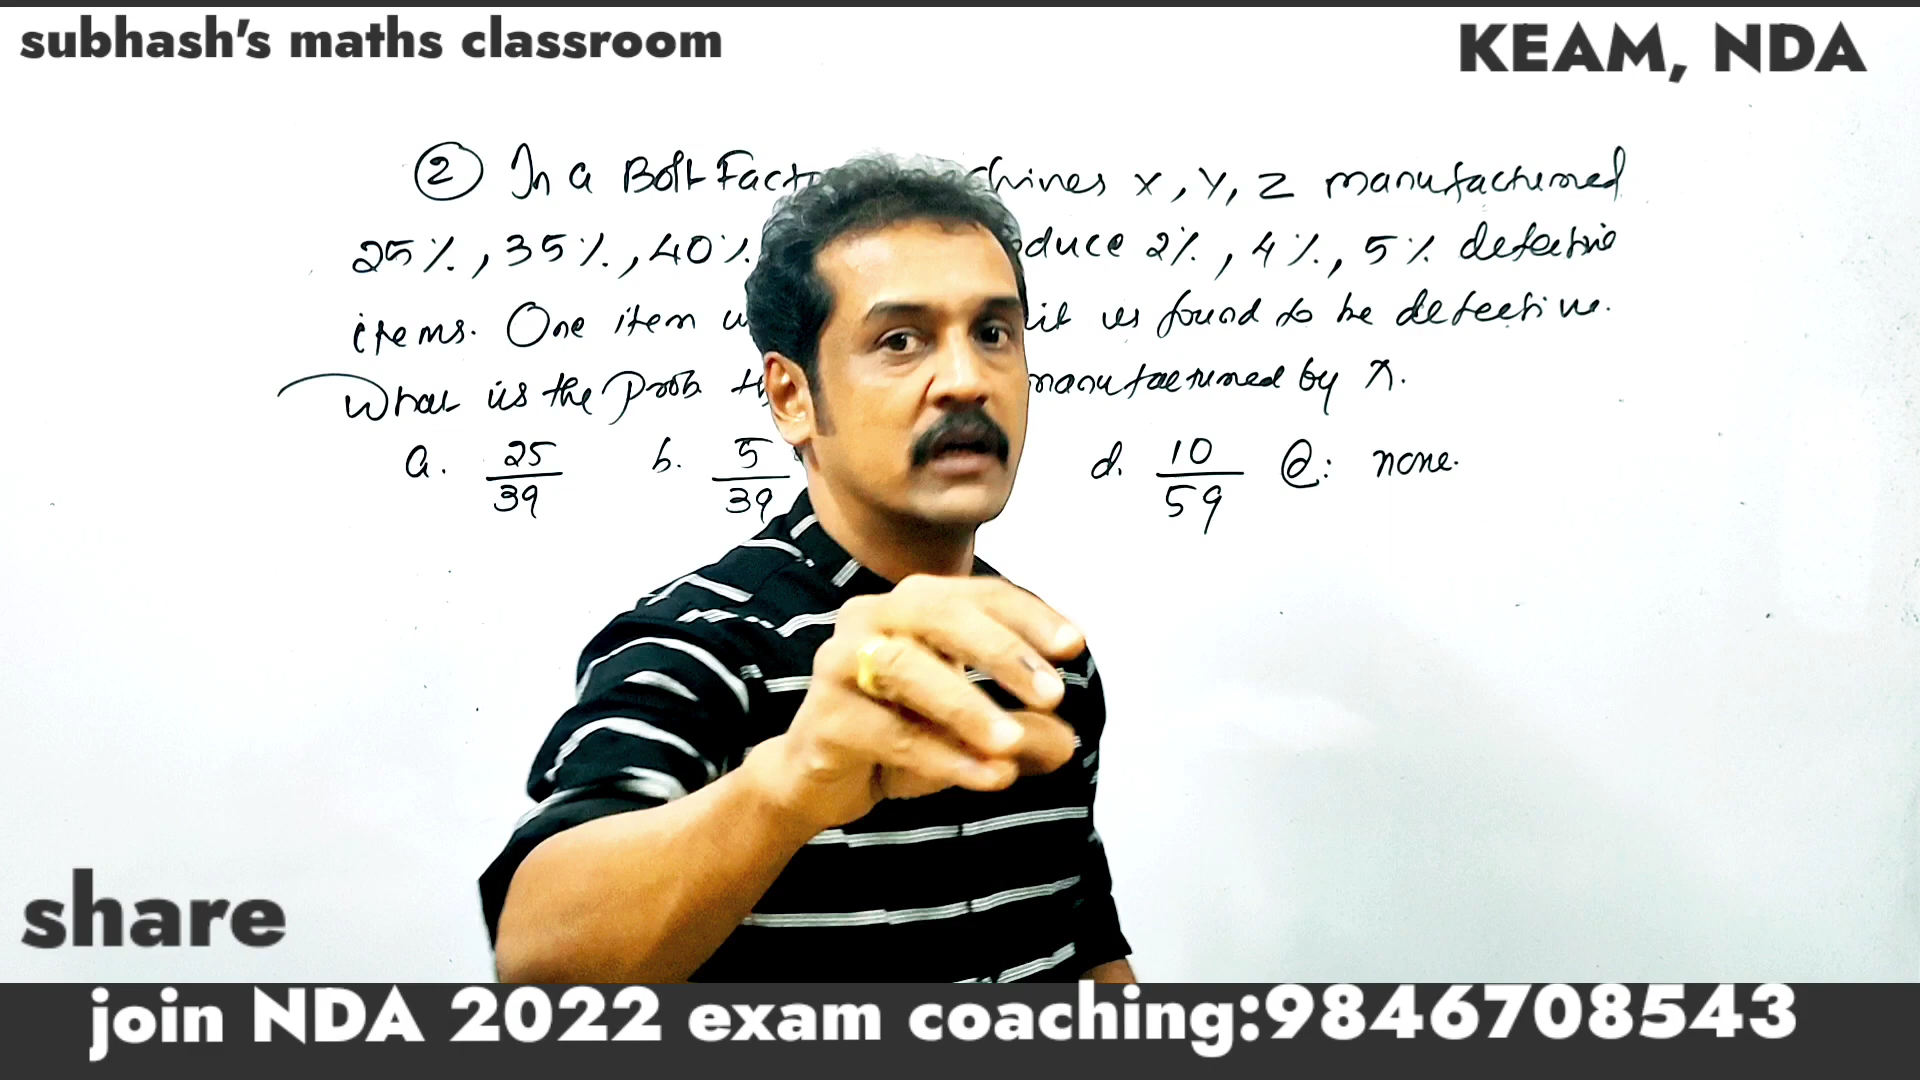 subhash's maths classroom
KEAM, NDA
② In a Bolt Fact hines X, Y, Z manufactured
25%, 35%, 40% oduce 2%, 4%, 5% defective
items. One item it is found to be defective.
What is the Prob manufactured by X.
a. 25/39 b. 5/39 d. 10/59 e: none.
share
join NDA 2022 exam coaching:9846708543